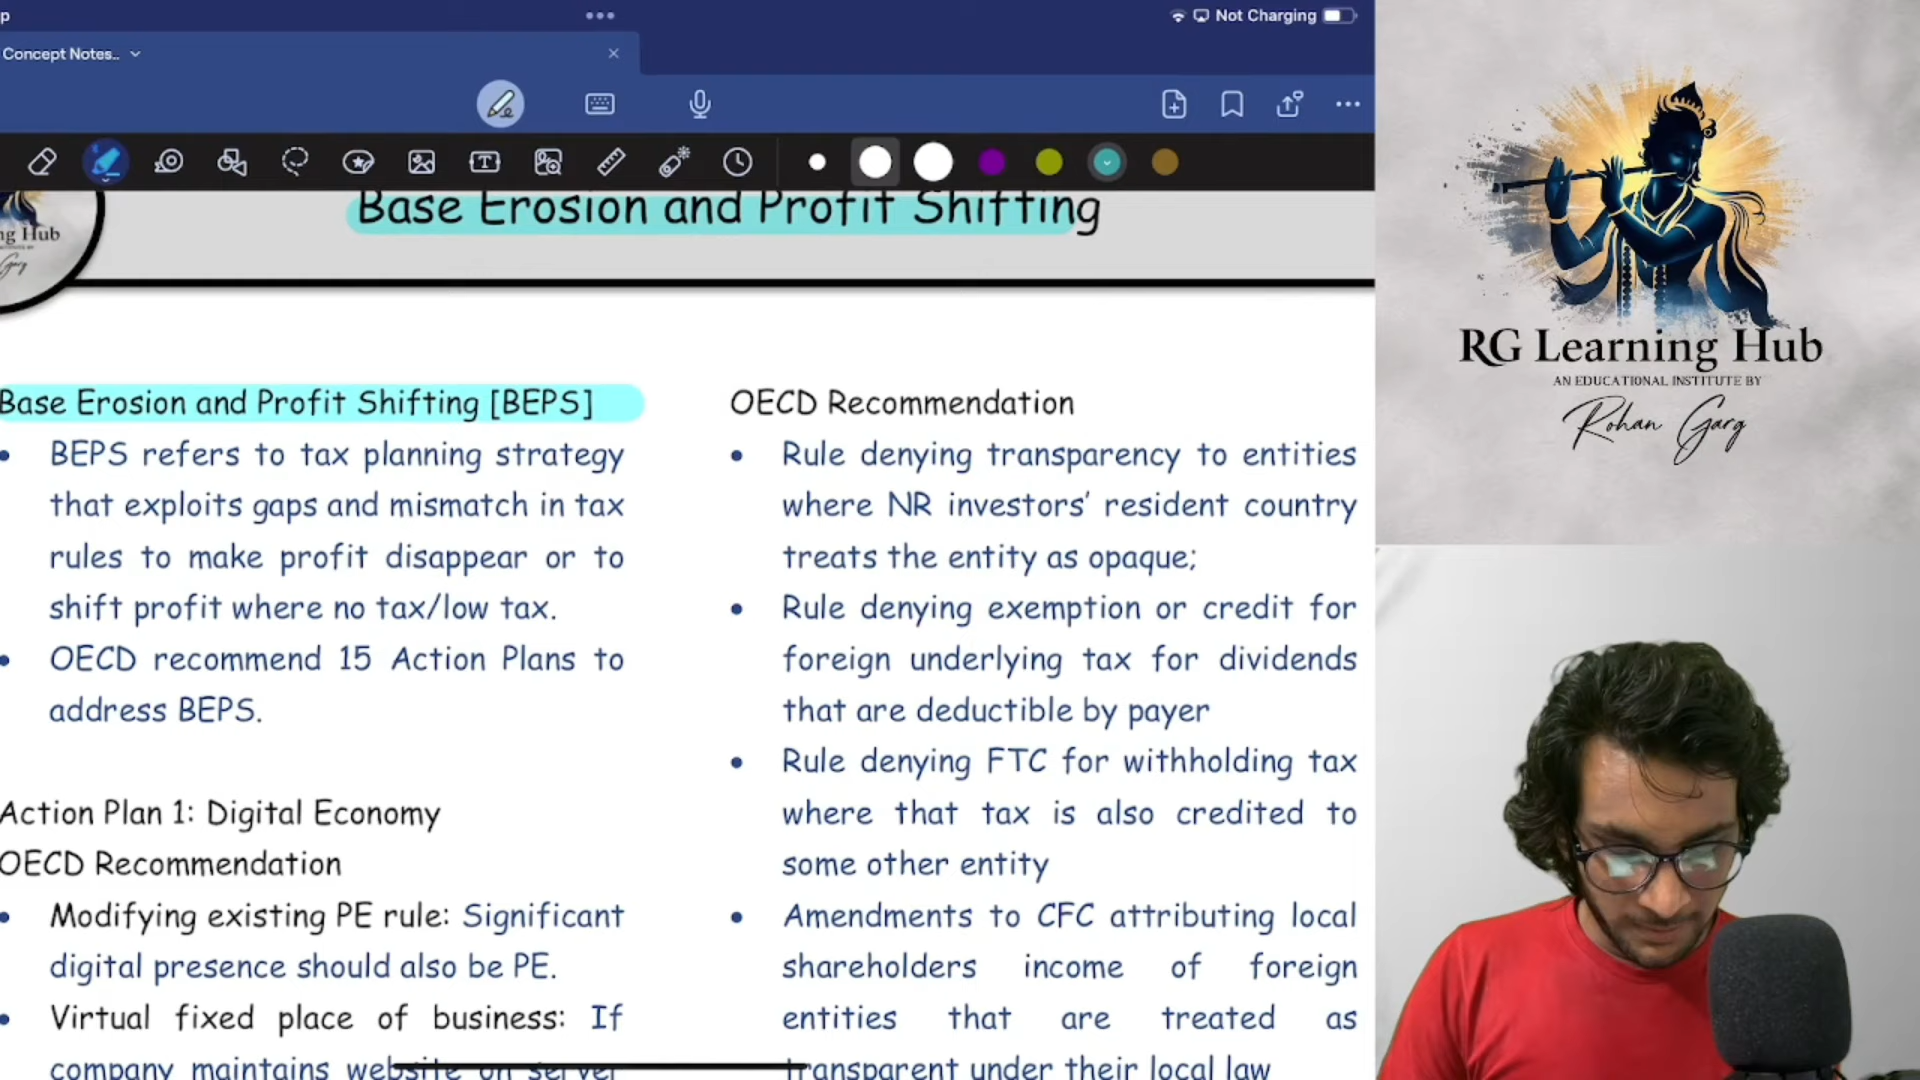 p
Not Charging
Concept Notes..
Base Erosion and Profit Shifting
ng Hub
Base Erosion and Profit Shifting [BEPS]
• BEPS refers to tax planning strategy
that exploits gaps and mismatch in tax
rules to make profit disappear or to
shift profit where no tax/low tax.
• OECD recommend 15 Action Plans to
address BEPS.
Action Plan 1: Digital Economy
OECD Recommendation
• Modifying existing PE rule: Significant
digital presence should also be PE.
• Virtual fixed place of business: If
company maintains website on server
OECD Recommendation
• Rule denying transparency to entities
where NR investors’ resident country
treats the entity as opaque;
• Rule denying exemption or credit for
foreign underlying tax for dividends
that are deductible by payer
• Rule denying FTC for withholding tax
where that tax is also credited to
some other entity
• Amendments to CFC attributing local
shareholders income of foreign
entities that are treated as
transparent under their local law
RG Learning Hub
AN EDUCATIONAL INSTITUTE BY
Rohan Garg